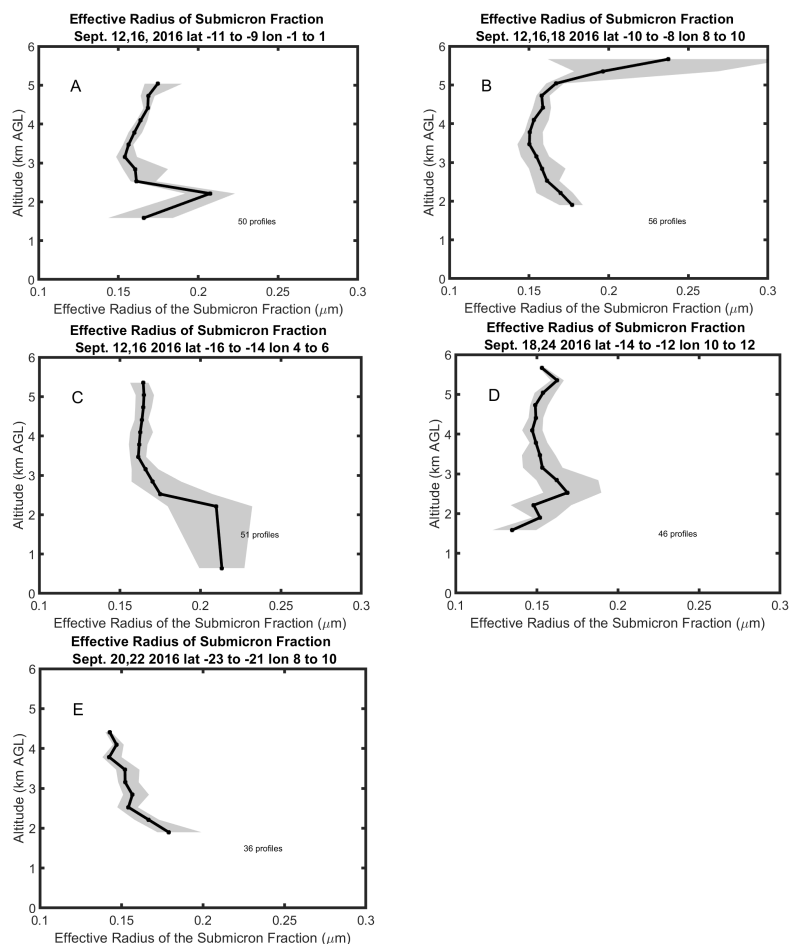 Effective Radius of Submicron Fraction
Sept. 12,16, 2016 lat -11 to -9 lon -1 to 1
A
6
5
4
3
2
1
0
Altitude (km AGL)
50 profiles
0.1 0.15 0.2 0.25 0.3
Effective Radius of the Submicron Fraction (μm)
Effective Radius of Submicron Fraction
Sept. 12,16,18 2016 lat -10 to -8 lon 8 to 10
B
6
5
4
3
2
1
0
Altitude (km AGL)
56 profiles
0.1 0.15 0.2 0.25 0.3
Effective Radius of the Submicron Fraction (μm)
Effective Radius of Submicron Fraction
Sept. 12,16 2016 lat -16 to -14 lon 4 to 6
C
6
5
4
3
2
1
0
Altitude (km AGL)
51 profiles
0.1 0.15 0.2 0.25 0.3
Effective Radius of the Submicron Fraction (μm)
Effective Radius of Submicron Fraction
Sept. 18,24 2016 lat -14 to -12 lon 10 to 12
D
6
5
4
3
2
1
0
Altitude (km AGL)
46 profiles
0.1 0.15 0.2 0.25 0.3
Effective Radius of the Submicron Fraction (μm)
Effective Radius of Submicron Fraction
Sept. 20,22 2016 lat -23 to -21 lon 8 to 10
E
6
5
4
3
2
1
0
Altitude (km AGL)
36 profiles
0.1 0.15 0.2 0.25 0.3
Effective Radius of the Submicron Fraction (μm)